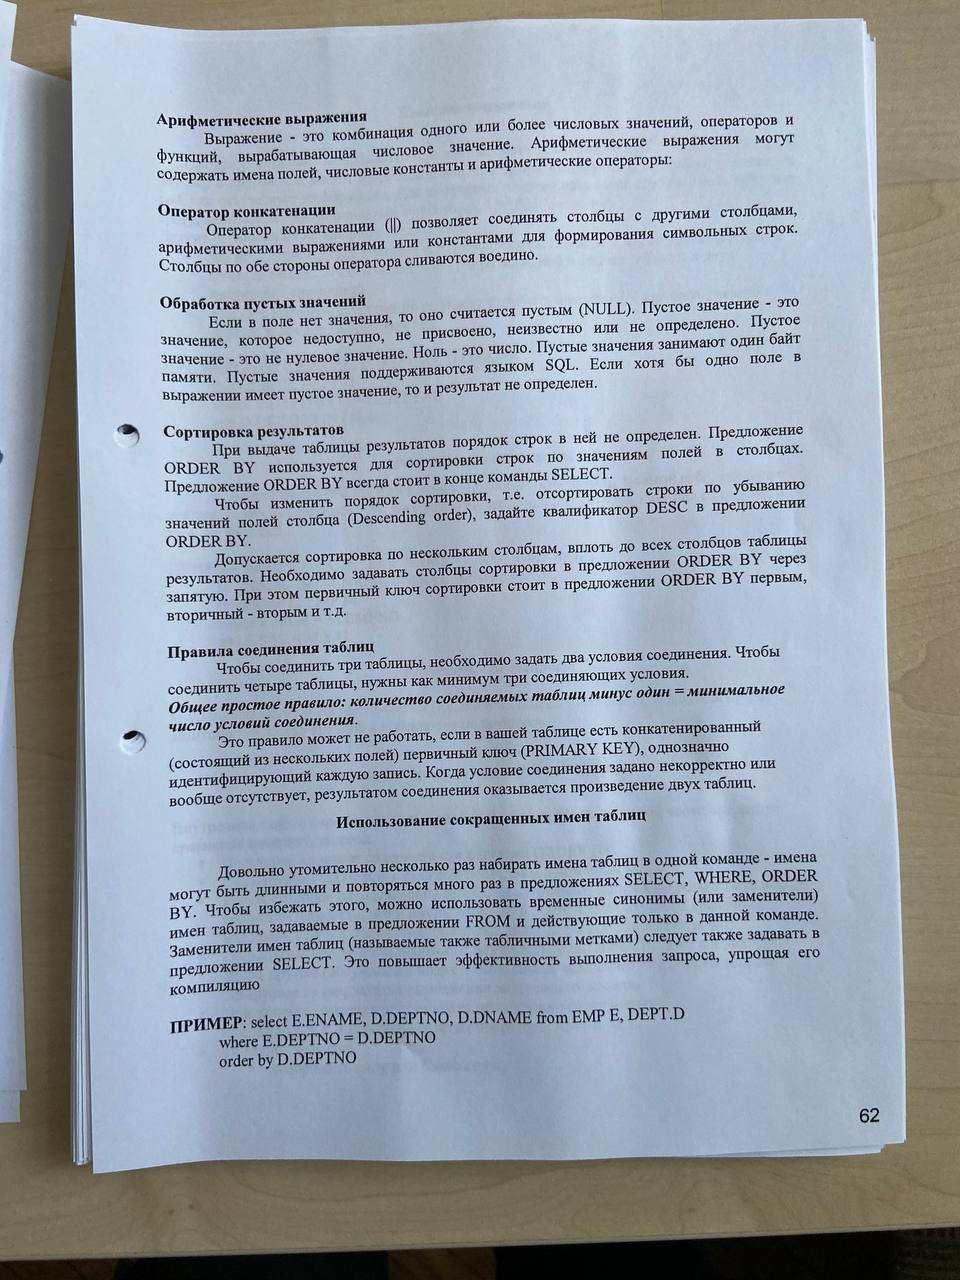 Арифметические выражения
Выражение - это комбинация одного или более числовых значений, операторов и
функций, вырабатывающая числовое значение. Арифметические выражения могут
содержать имена полей, числовые константы и арифметические операторы:
Оператор конкатенации
Оператор конкатенации (||) позволяет соединять столбцы с другими столбцами,
арифметическими выражениями или константами для формирования символьных строк.
Столбцы по обе стороны оператора сливаются воедино.
Обработка пустых значений
Если в поле нет значения, то оно считается пустым (NULL). Пустое значение - это
значение, которое недоступно, не присвоено, неизвестно или не определено. Пустое
значение - это не нулевое значение. Ноль - это число. Пустые значения занимают один байт
памяти. Пустые значения поддерживаются языком SQL. Если хотя бы одно поле в
выражении имеет пустое значение, то и результат не определен.
Сортировка результатов
При выдаче таблицы результатов порядок строк в ней не определен. Предложение
ORDER BY используется для сортировки строк по значениям полей в столбцах.
Предложение ORDER BY всегда стоит в конце команды SELECT.
Чтобы изменить порядок сортировки, т.е. отсортировать строки по убыванию
значений полей столбца (Descending order), задайте квалификатор DESC в предложении
ORDER BY.
Допускается сортировка по нескольким столбцам, вплоть до всех столбцов таблицы
результатов. Необходимо задавать столбцы сортировки в предложении ORDER BY через
запятую. При этом первичный ключ сортировки стоит в предложении ORDER BY первым,
вторичный - вторым и т.д.
Правила соединения таблиц
Чтобы соединить три таблицы, необходимо задать два условия соединения. Чтобы
соединить четыре таблицы, нужны как минимум три соединяющих условия.
Общее простое правило: количество соединяемых таблиц минус один = минимальное
число условий соединения.
Это правило может не работать, если в вашей таблице есть конкатенированный
(состоящий из нескольких полей) первичный ключ (PRIMARY KEY), однозначно
идентифицирующий каждую запись. Когда условие соединения задано некорректно или
вообще отсутствует, результатом соединения оказывается произведение двух таблиц.
Использование сокращенных имен таблиц
Довольно утомительно несколько раз набирать имена таблиц в одной команде - имена
могут быть длинными и повторяться много раз в предложениях SELECT, WHERE, ORDER
BY. Чтобы избежать этого, можно использовать временные синонимы (или заменители)
имен таблиц, задаваемые в предложении FROM и действующие только в данной команде.
Заменители имен таблиц (называемые также табличными метками) следует также задавать в
предложении SELECT. Это повышает эффективность выполнения запроса, упрощая его
компиляцию
ПРИМЕР: select E.ENAME, D.DEPTNO, D.DNAME from EMP E, DEPT.D
where E.DEPTNO = D.DEPTNO
order by D.DEPTNO
62